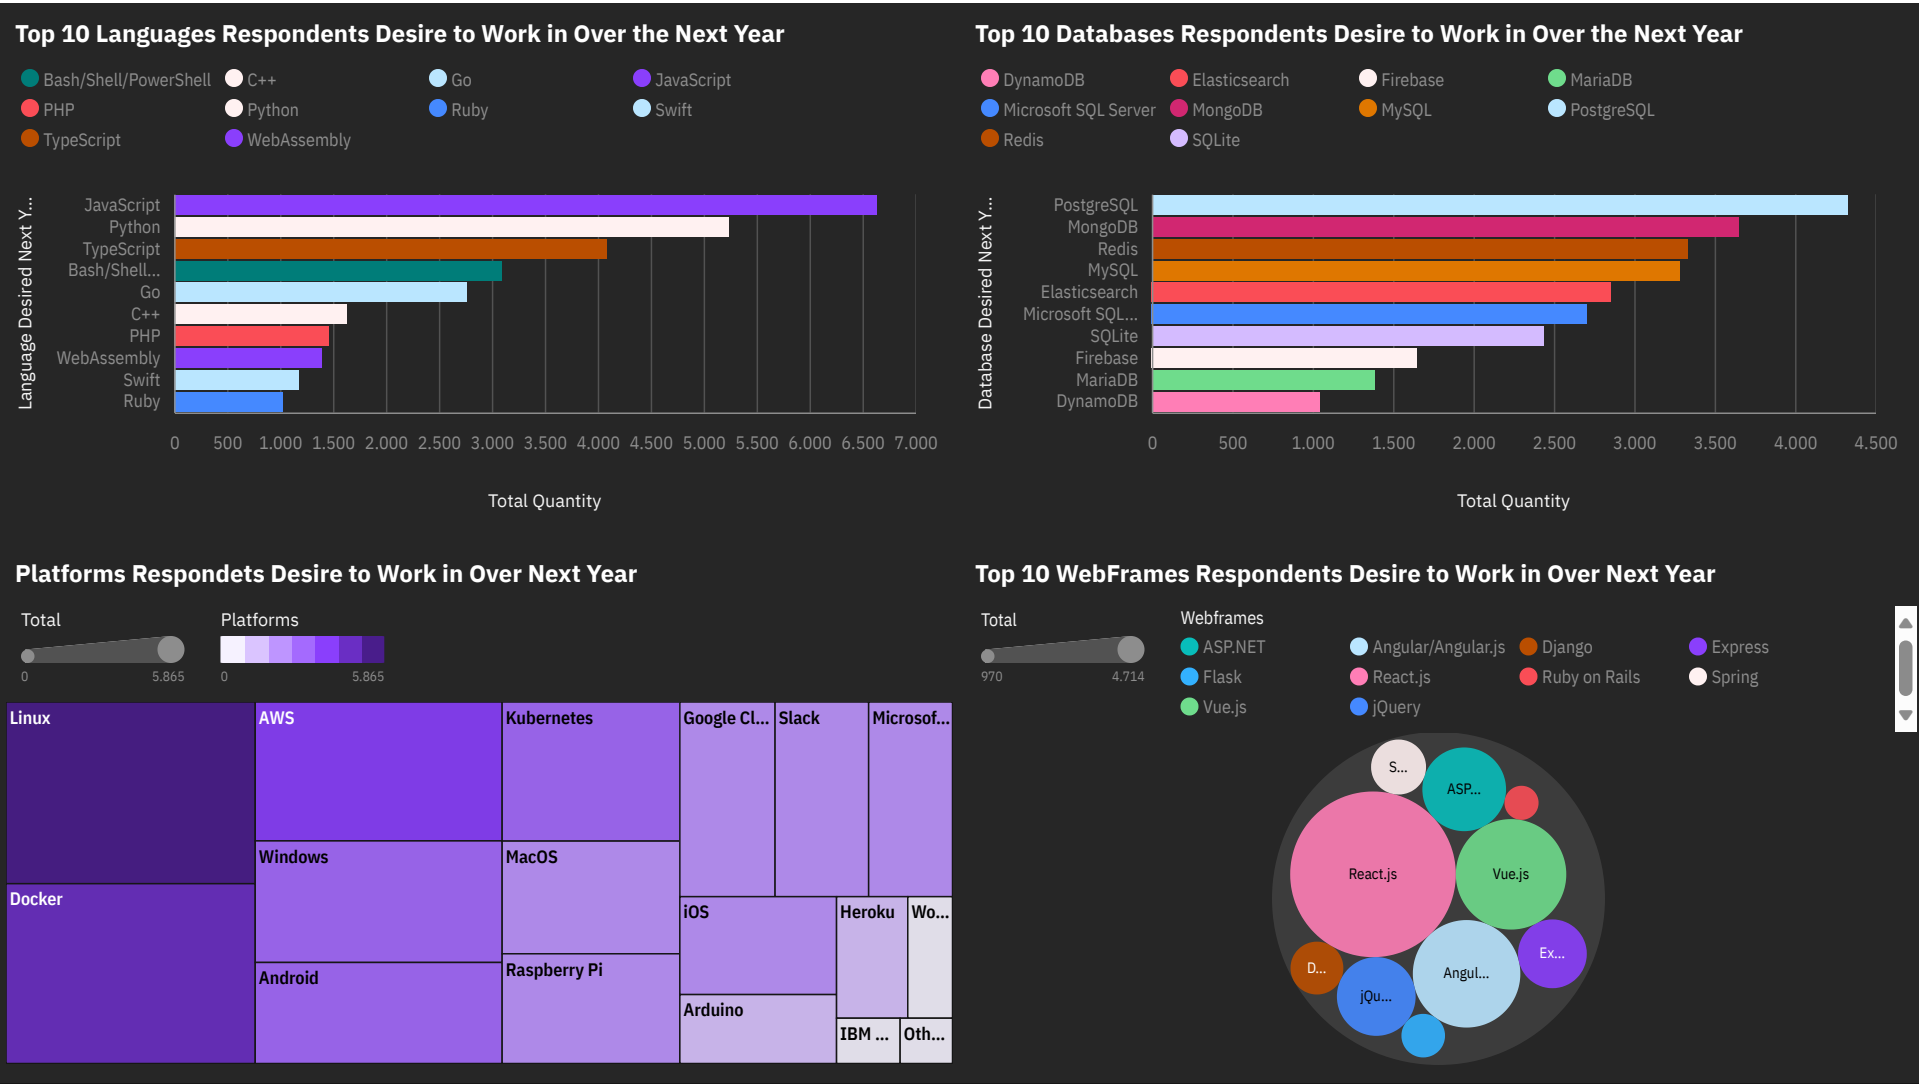 Top 10 Languages Respondents Desire to Work in Over the Next Year
Bash/Shell/PowerShell C++ Go JavaScript
PHP Python Ruby Swift
TypeScript WebAssembly
Language Desired Next Y...
JavaScript
Python
TypeScript
Bash/Shell...
Go
C++
PHP
WebAssembly
Swift
Ruby
0 500 1.000 1.500 2.000 2.500 3.000 3.500 4.000 4.500 5.000 5.500 6.000 6.500 7.000
Total Quantity
Top 10 Databases Respondents Desire to Work in Over the Next Year
DynamoDB Elasticsearch Firebase MariaDB
Microsoft SQL Server MongoDB MySQL PostgreSQL
Redis SQLite
Database Desired Next Y...
PostgreSQL
MongoDB
Redis
MySQL
Elasticsearch
Microsoft SQL...
SQLite
Firebase
MariaDB
DynamoDB
0 500 1.000 1.500 2.000 2.500 3.000 3.500 4.000 4.500
Total Quantity
Platforms Respondets Desire to Work in Over Next Year
Total Platforms
0 5.865 0 5.865
Linux
Docker
AWS
Windows
Android
Kubernetes
MacOS
Raspberry Pi
Google Cl...
Slack
Microsof...
iOS
Arduino
Heroku
Wo...
IBM ...
Oth...
Top 10 WebFrames Respondents Desire to Work in Over Next Year
Total
970 4.714
Webframes
ASP.NET Angular/Angular.js Django Express
Flask React.js Ruby on Rails Spring
Vue.js jQuery
S...
ASP...
React.js
Vue.js
Ex...
D...
jQu...
Angul...